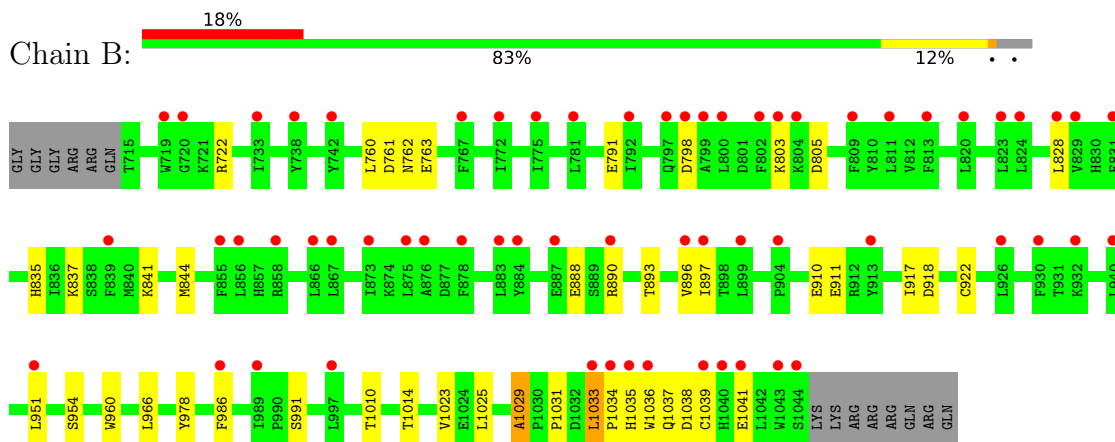 18%
Chain B:
83% 12% • •
GLY GLY GLY ARG ARG GLN T715 W719 G720 K721 R722 I733 Y738 Y742 L760 D761 N762 E763 F767 I772 I775 L781 E791 I792 Q797 D798 A799 L800 D801 F802 K803 K804 D805 F809 Y810 L811 V812 F813 L820 L823 L824 L828 V829 H830 E831
H835 I836 K837 S838 F839 M840 K841 M844 F855 L856 H857 R858 L866 L867 I873 K874 L875 A876 D877 F878 L883 Y884 E887 E888 S889 R890 T893 V896 I897 T898 L899 P904 E910 E911 R912 Y913 I917 D918 C922 L926 F930 T931 K932 L940
L951 S954 W960 L966 Y978 F986 I989 P990 S991 L997 T1010 T1014 V1023 E1024 L1025 A1029 P1030 P1031 D1032 L1033 P1034 H1035 W1036 Q1037 D1038 C1039 H1040 E1041 L1042 W1043 S1044 LYS LYS ARG ARG ARG GLN ARG GLN